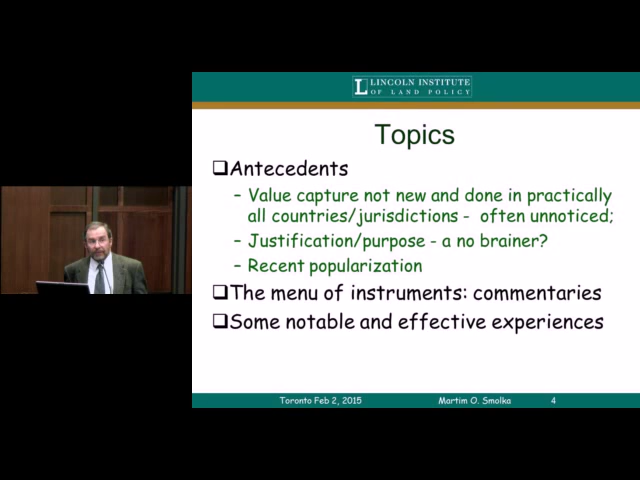 LINCOLN INSTITUTE
OF LAND POLICY
Topics
Antecedents
– Value capture not new and done in practically
all countries/jurisdictions - often unnoticed;
– Justification/purpose - a no brainer?
– Recent popularization
The menu of instruments: commentaries
Some notable and effective experiences
Toronto Feb 2, 2015 Martim O. Smolka 4